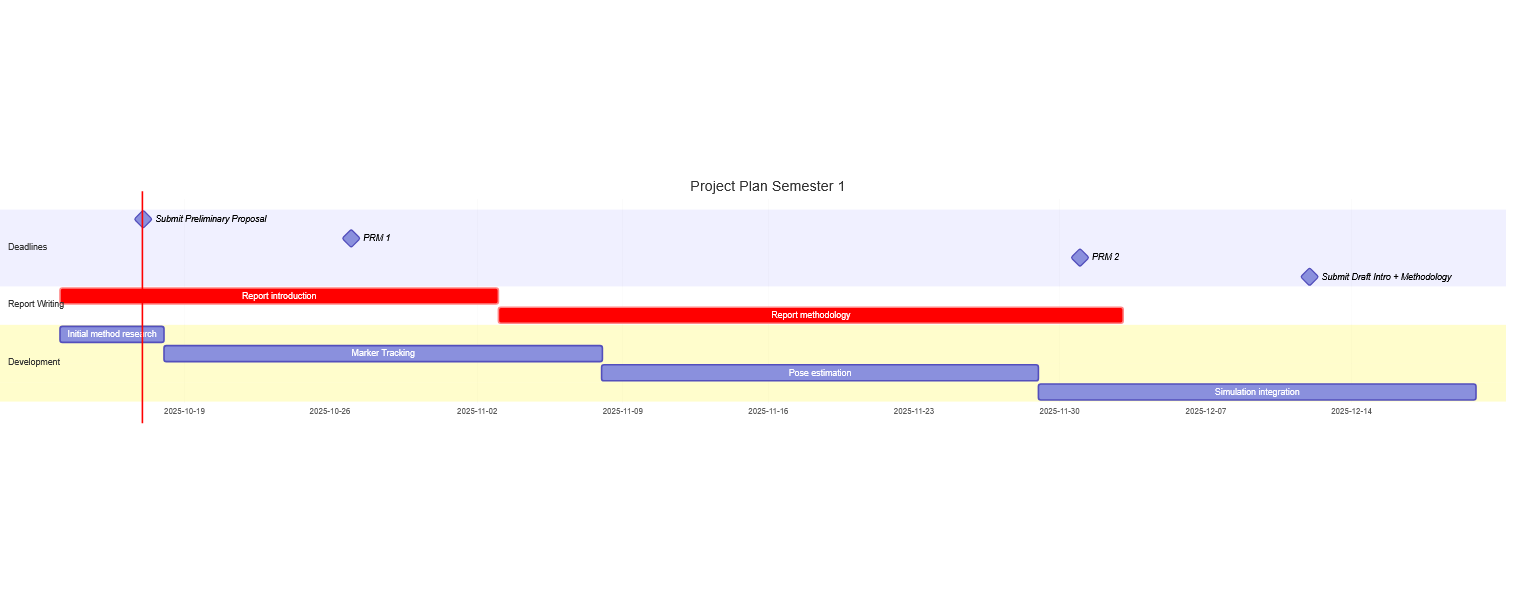 Project Plan Semester 1
Deadlines
Submit Preliminary Proposal
PRM 1
PRM 2
Submit Draft Intro + Methodology
Report Writing
Report introduction
Report methodology
Development
Initial method research
Marker Tracking
Pose estimation
Simulation integration
2025-10-19
2025-10-26
2025-11-02
2025-11-09
2025-11-16
2025-11-23
2025-11-30
2025-12-07
2025-12-14